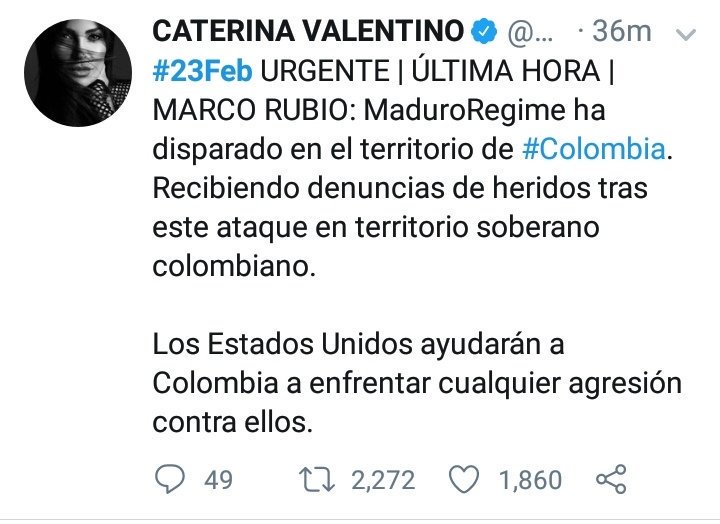 CATERINA VALENTINO @... · 36m
#23Feb URGENTE | ÚLTIMA HORA |
MARCO RUBIO: MaduroRegime ha
disparado en el territorio de #Colombia.
Recibiendo denuncias de heridos tras
este ataque en territorio soberano
colombiano.
Los Estados Unidos ayudarán a
Colombia a enfrentar cualquier agresión
contra ellos.
49 2,272 1,860